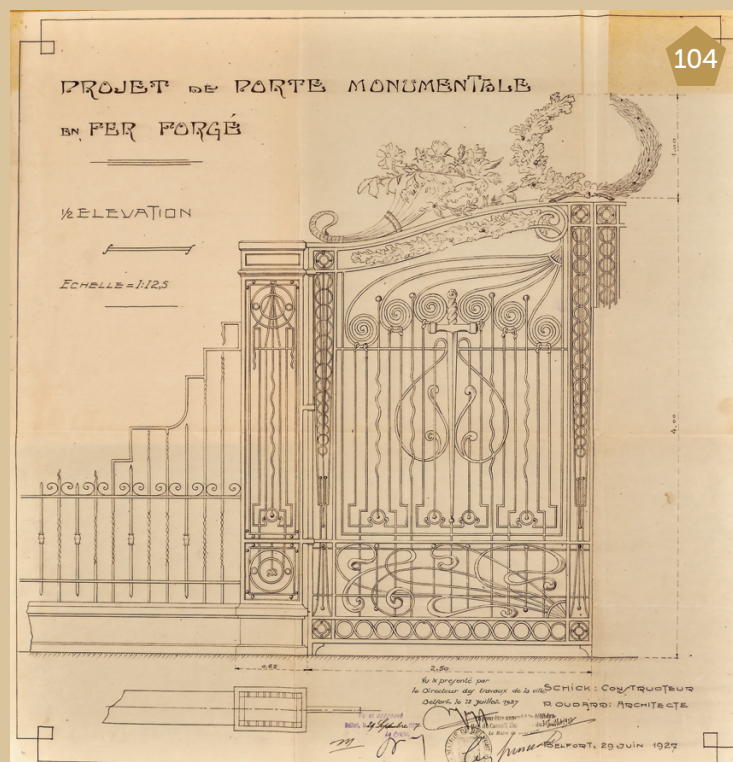 104
PROJET DE PORTE MONUMENTALE
EN FER FORGÉ
½ ELEVATION
ECHELLE = 1:12,5
1.00
4.00
0.62
2.50
Vu & présenté par
le Directeur des travaux de la ville
Belfort, le 12 juillet 1927
SCHICK : CONSTRUCTEUR
P. OUDARD : ARCHITECTE
BELFORT, 29 JUIN 1927